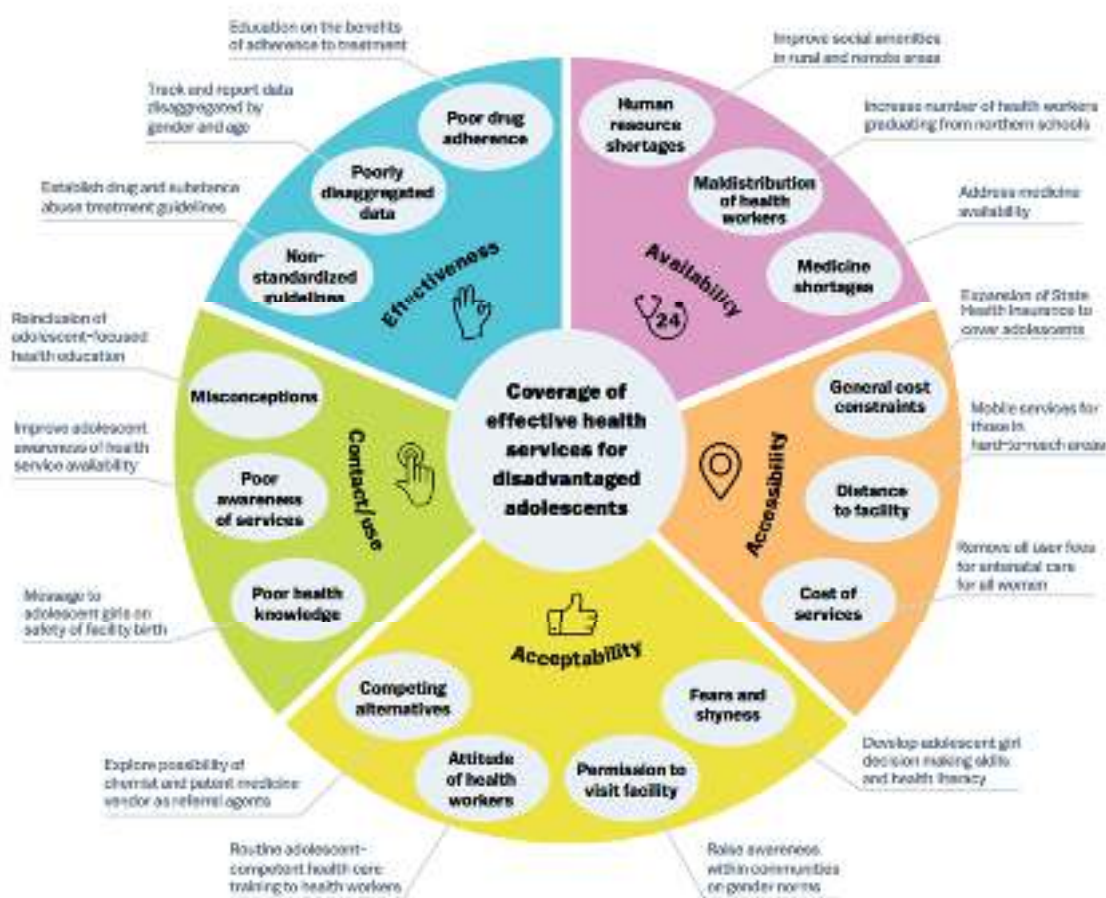 Education on the benefits
of adherence to treatment
Track and report data
disaggregated by
gender and age
Establish drug and substance
abuse treatment guidelines
Poor drug
adherence
Poorly
disaggregated
data
Non-
standardized
guidelines
Effectiveness
Improve social amenities
in rural and remote areas
Increase number of health workers
graduating from northern schools
Address medicine
availability
Human
resource
shortages
Maldistribution
of health
workers
Medicine
shortages
Availability
24
Expansion of State
Health Insurance to
cover adolescents
Mobile services for
those in
hard-to-reach areas
Remove all user fees
for antenatal care
for all women
General cost
constraints
Distance
to facility
Cost of
services
Accessibility
Coverage of
effective health
services for
disadvantaged
adolescents
Reinclusion of
adolescent-focused
health education
Improve adolescent
awareness of health
service availability
Message to
adolescent girls on
safety of facility birth
Misconceptions
Poor
awareness
of services
Poor health
knowledge
Contact/use
Acceptability
Competing
alternatives
Attitude
of health
workers
Permission to
visit facility
Fears and
shyness
Explore possibility of
chemist and patent medicine
vendor as referral agents
Routine adolescent-
competent health care
training to health workers
Raise awareness
within communities
on gender norms
Develop adolescent girl
decision making skills
and health literacy